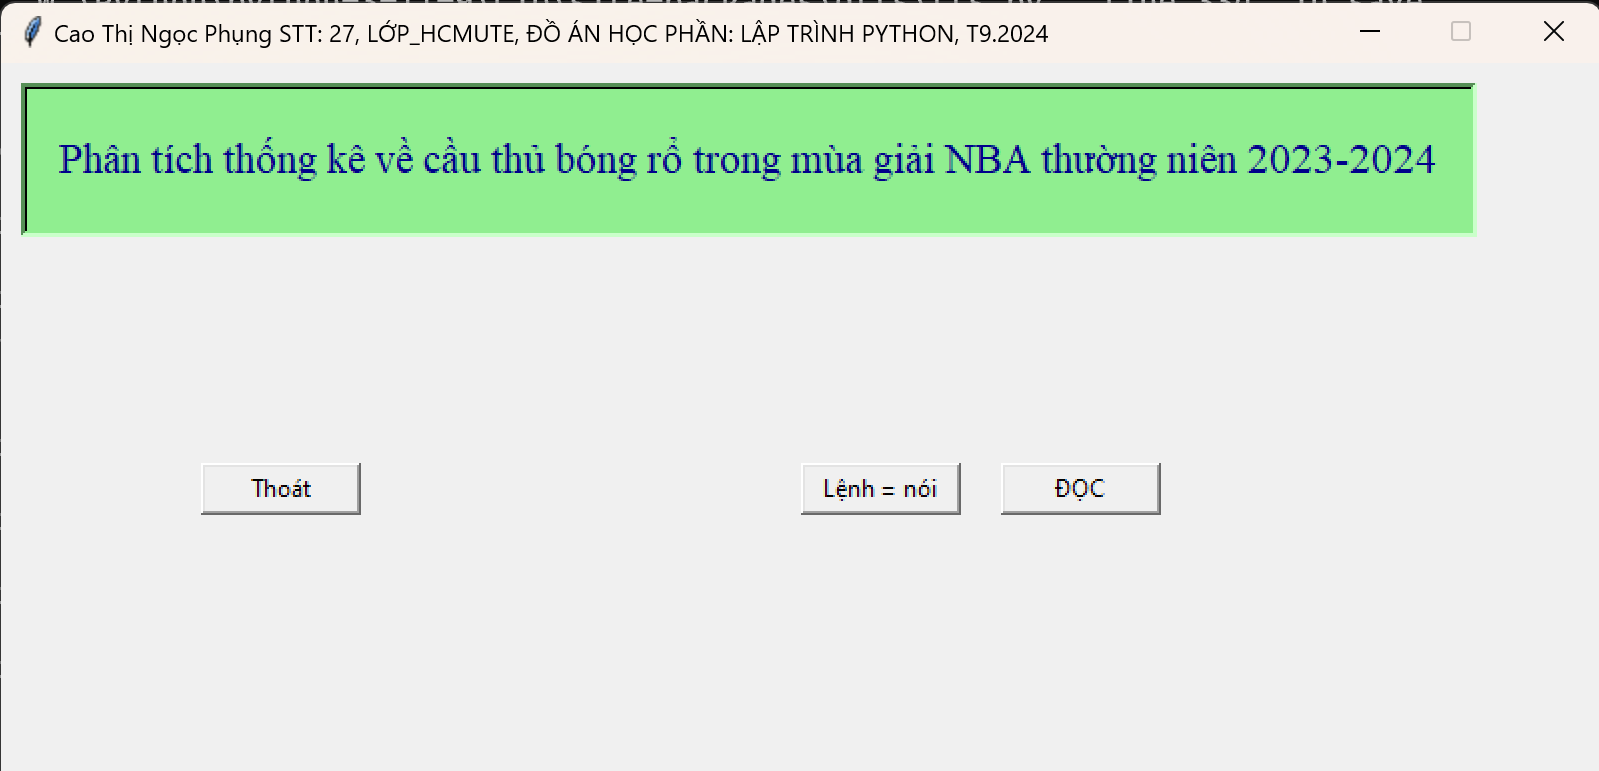 Cao Thị Ngọc Phụng STT: 27, LỚP_HCMUTE, ĐỒ ÁN HỌC PHẦN: LẬP TRÌNH PYTHON, T9.2024
Phân tích thống kê về cầu thủ bóng rổ trong mùa giải NBA thường niên 2023-2024
Thoát
Lệnh = nói
ĐỌC